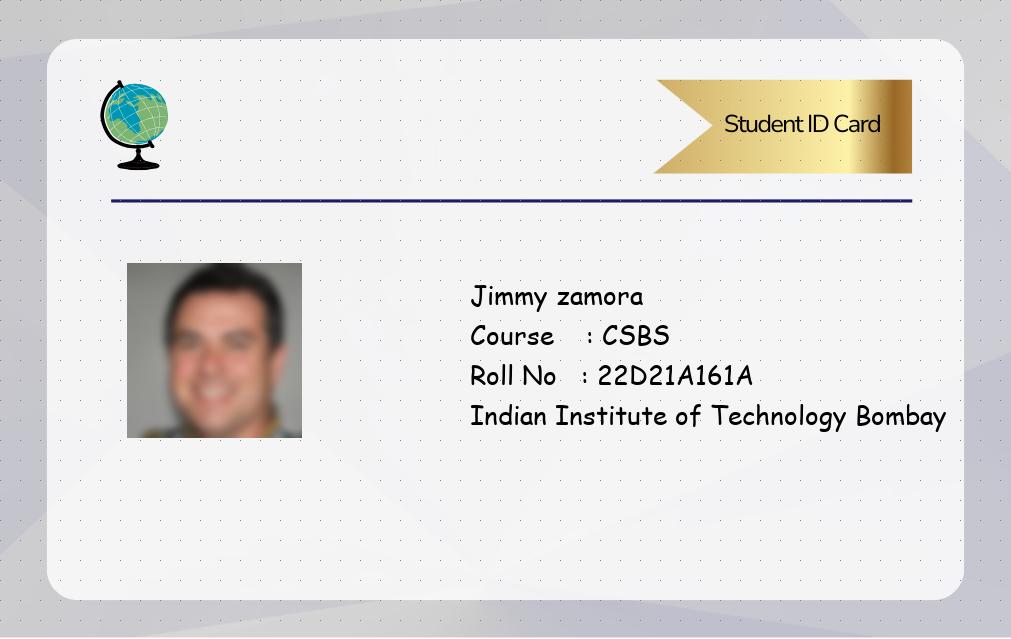 Student ID Card
Jimmy zamora
Course : CSBS
Roll No : 22D21A161A
Indian Institute of Technology Bombay